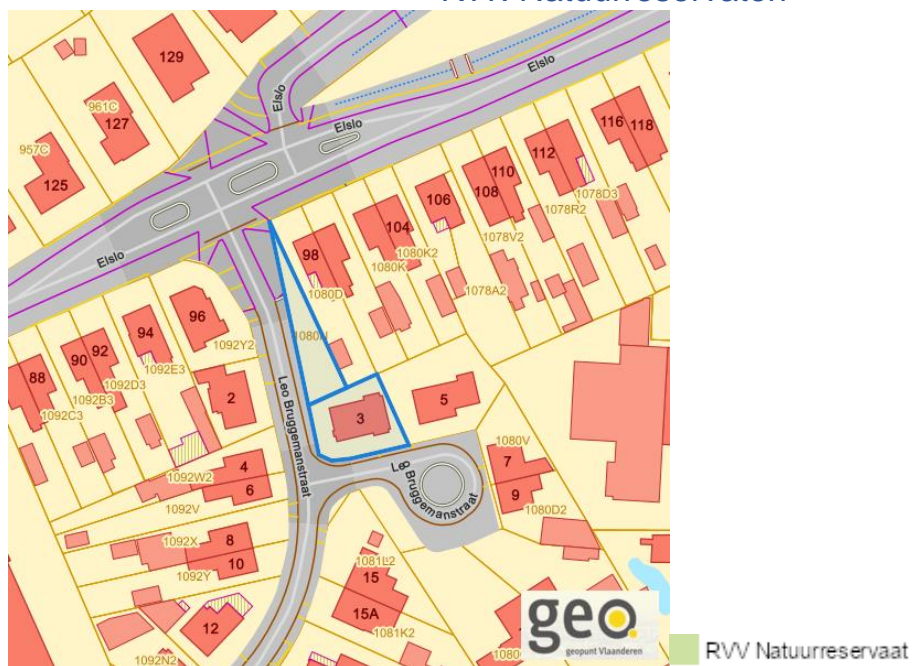 RVV Natuurreservaten
129
Elslo
Elslo
961C
127
Elslo
957C
125
116
118
112
110
108
106
104
98
1078D3
1078R2
1078V2
1080K2
1080K
1078A2
1080D
Elslo
96
94
92
90
88
1092Y2
1092E3
1092D3
1092B3
1092C3
2
Leo Bruggemanstraat
3
5
1080V
7
9
1080D2
Leo Bruggemanstraat
1092W2
4
6
1092V
8
10
1092X
1092Y
12
1092N2
1081L2
15
15A
1081K2
1080
geo
geopunt Vlaanderen
RVV Natuurreservaat